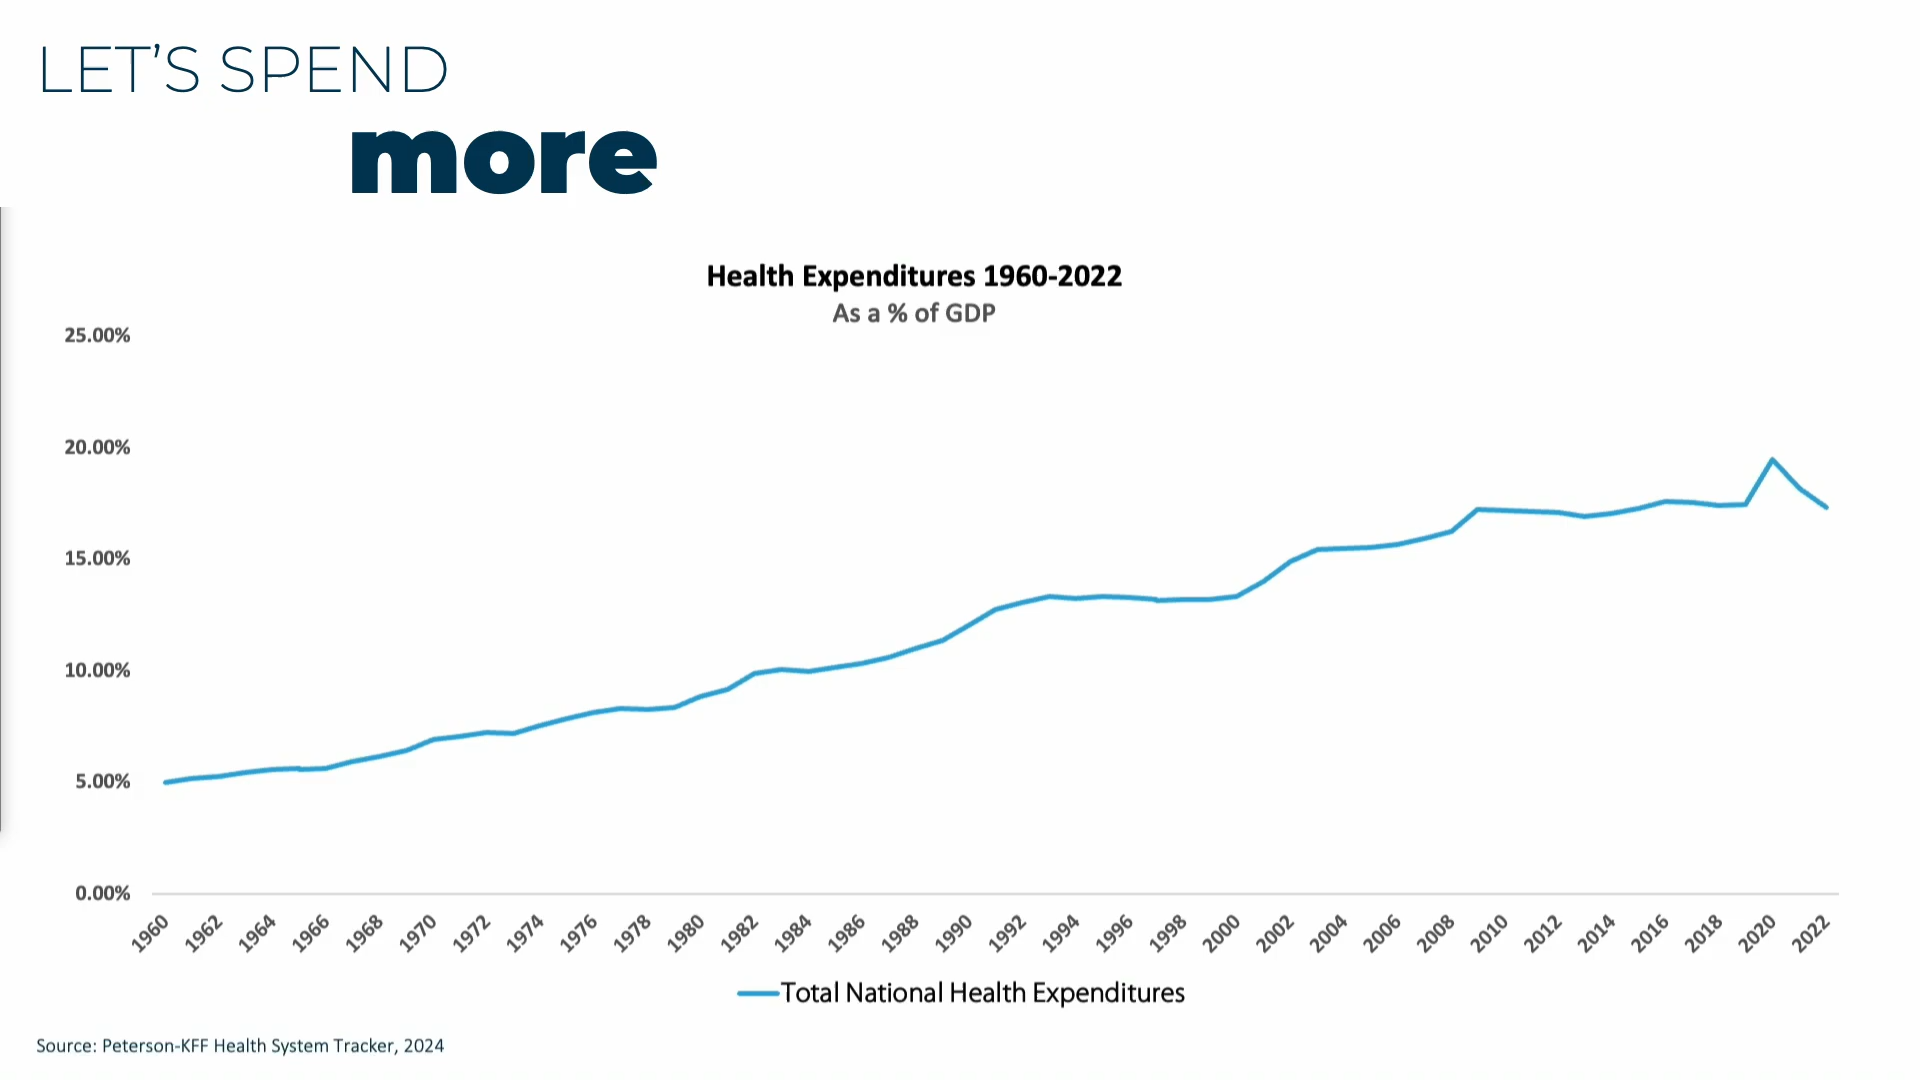 LET'S SPEND
more
Health Expenditures 1960-2022
As a % of GDP
25.00%
20.00%
15.00%
10.00%
5.00%
0.00%
1960 1962 1964 1966 1968 1970 1972 1974 1976 1978 1980 1982 1984 1986 1988 1990 1992 1994 1996 1998 2000 2002 2004 2006 2008 2010 2012 2014 2016 2018 2020 2022
Total National Health Expenditures
Source: Peterson-KFF Health System Tracker, 2024